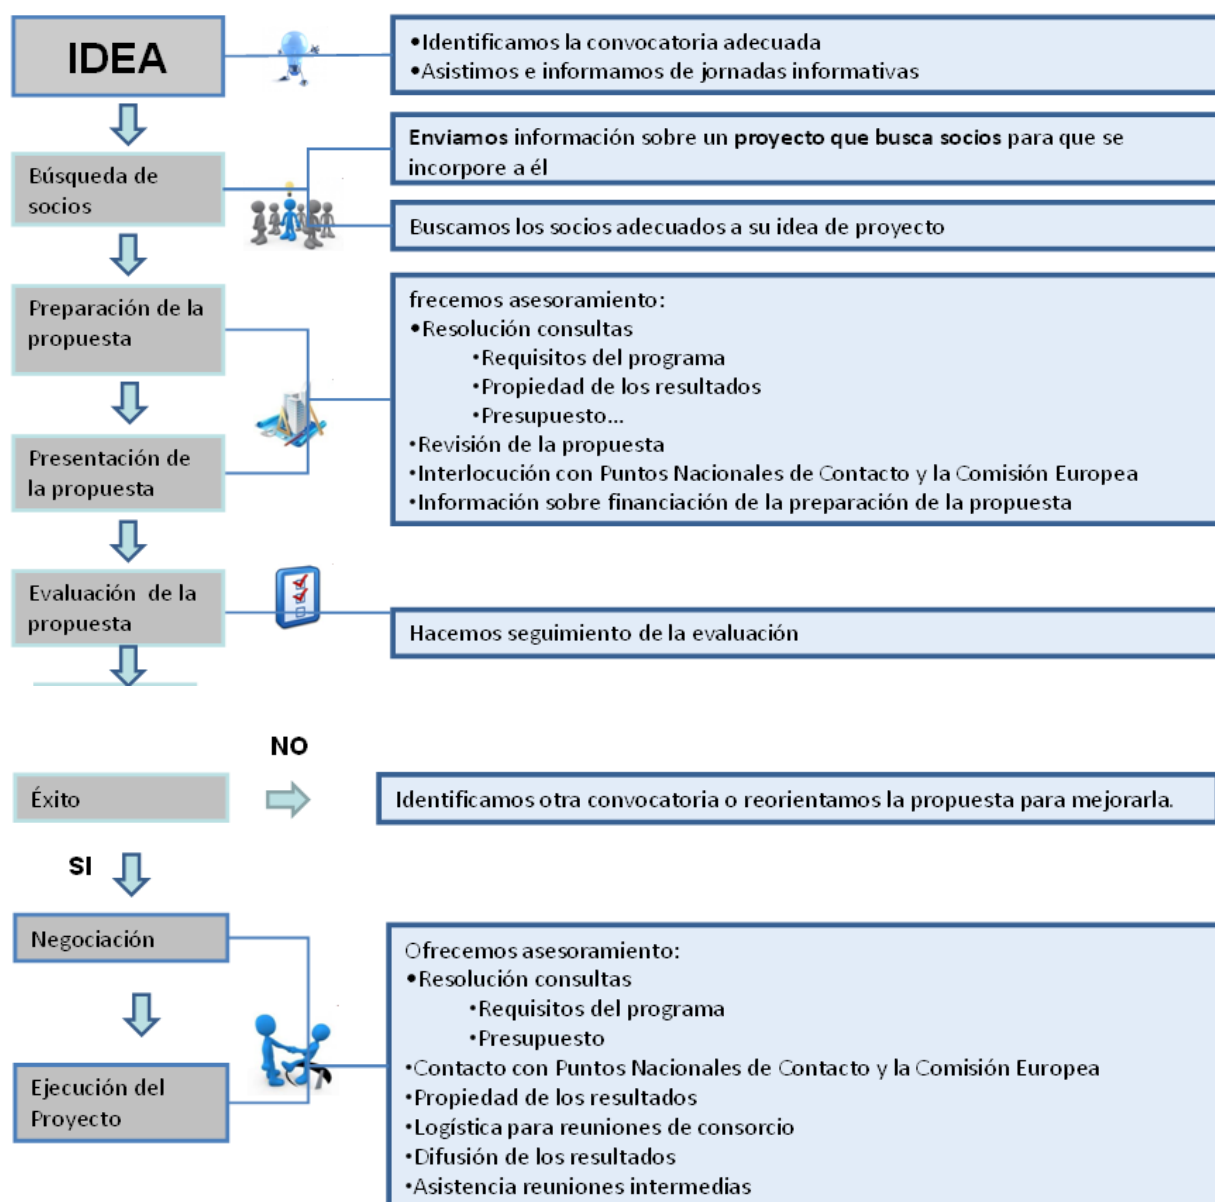 IDEA
•Identificamos la convocatoria adecuada
•Asistimos e informamos de jornadas informativas
Búsqueda de
socios
Enviamos información sobre un proyecto que busca socios para que se
incorpore a él
Buscamos los socios adecuados a su idea de proyecto
Preparación de la
propuesta
Presentación de
la propuesta
frecemos asesoramiento:
•Resolución consultas
•Requisitos del programa
•Propiedad de los resultados
•Presupuesto...
•Revisión de la propuesta
•Interlocución con Puntos Nacionales de Contacto y la Comisión Europea
•Información sobre financiación de la preparación de la propuesta
Evaluación de la
propuesta
Hacemos seguimiento de la evaluación
NO
Éxito
Identificamos otra convocatoria o reorientamos la propuesta para mejorarla.
SI
Negociación
Ejecución del
Proyecto
Ofrecemos asesoramiento:
•Resolución consultas
•Requisitos del programa
•Presupuesto
•Contacto con Puntos Nacionales de Contacto y la Comisión Europea
•Propiedad de los resultados
•Logística para reuniones de consorcio
•Difusión de los resultados
•Asistencia reuniones intermedias